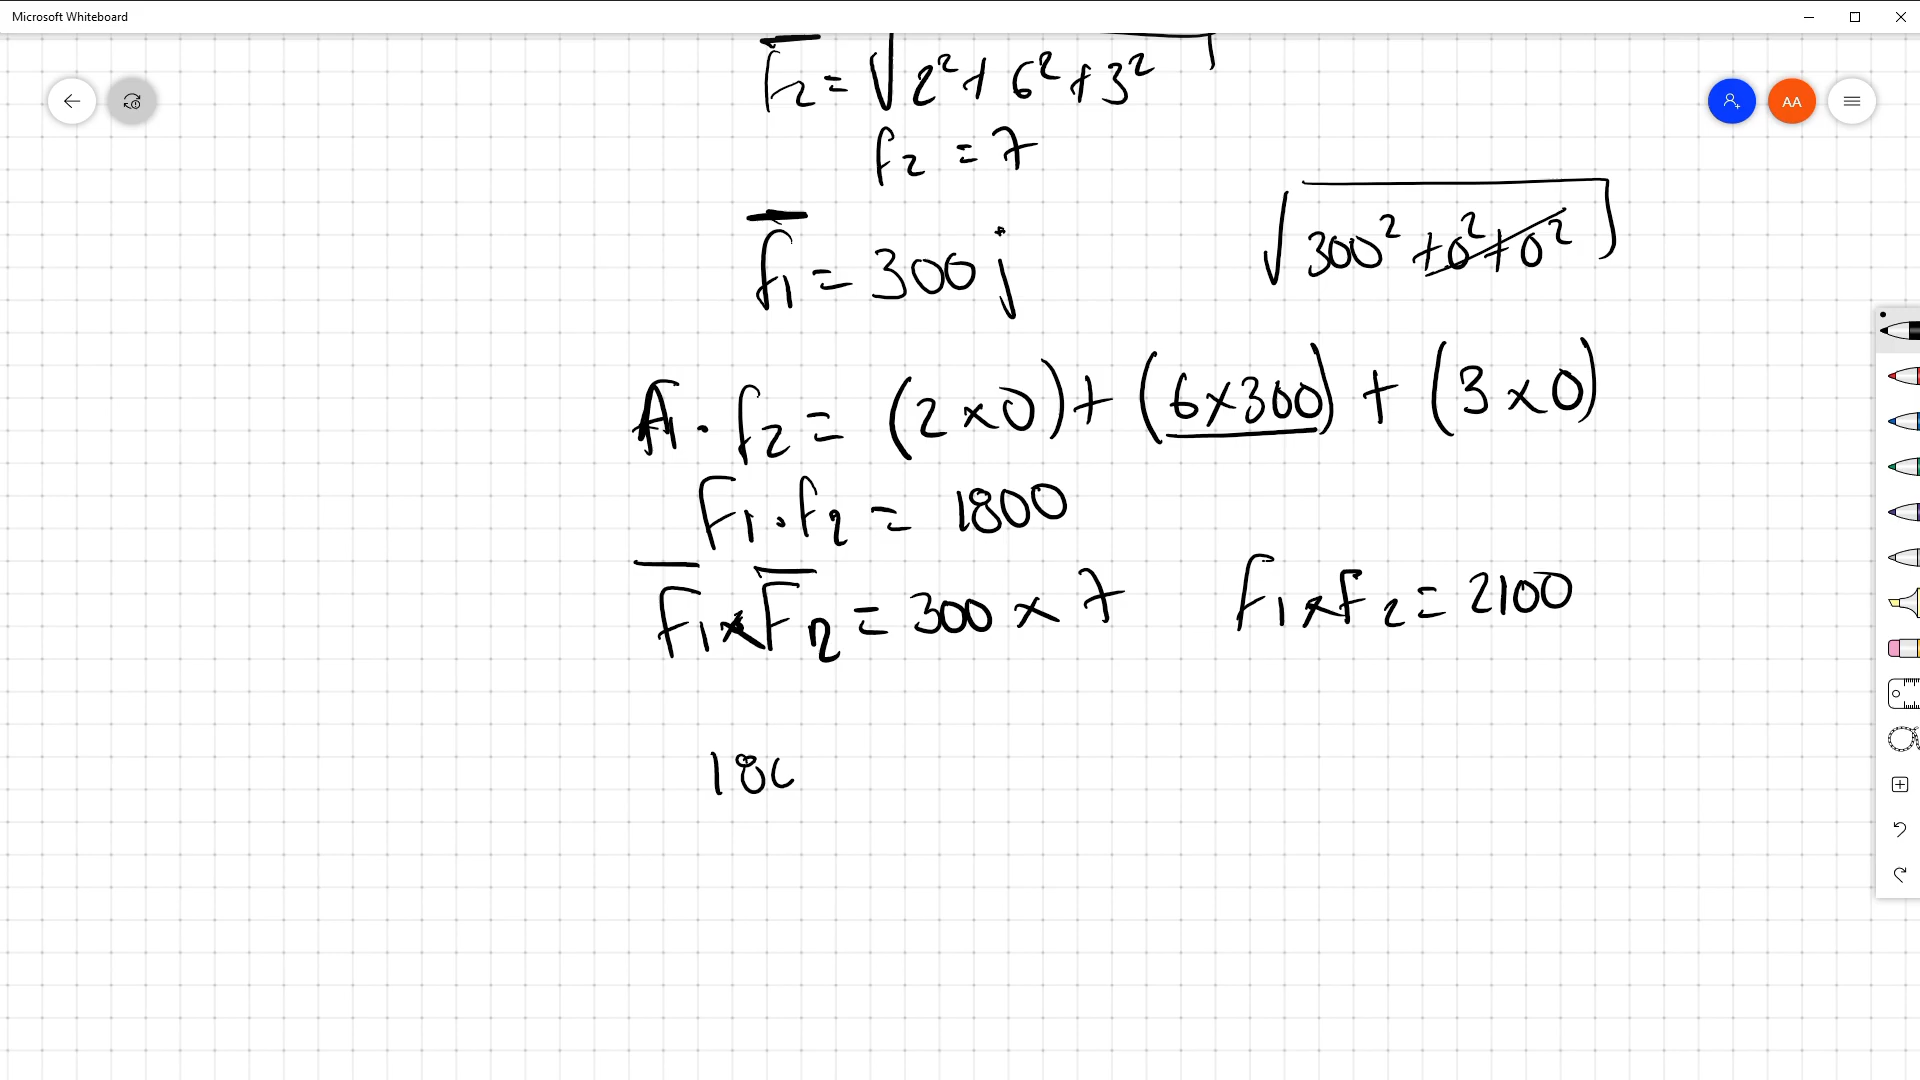 Microsoft Whiteboard
F2 = √2² + 6² + 3²
f2 = 7
AA
√300² + 0² + 0²
f1 = 300 j
F1 . f2 = (2 x 0) + (6 x 300) + (3 x 0)
F1 . f2 = 1800
F1 x F2 = 300 x 7
F1 x F2 = 2100
180